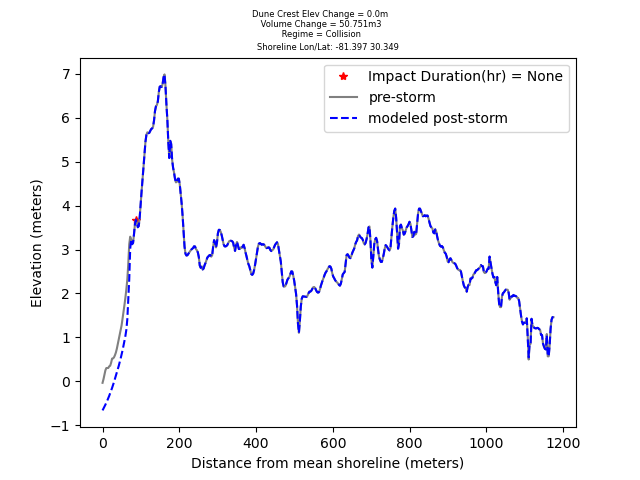 Dune Crest Elev Change = 0.0m
Volume Change = 50.751m3
Regime = Collision
Shoreline Lon/Lat: -81.397 30.349
Impact Duration(hr) = None
pre-storm
modeled post-storm
Elevation (meters)
7
6
5
4
3
2
1
0
−1
0 200 400 600 800 1000 1200
Distance from mean shoreline (meters)